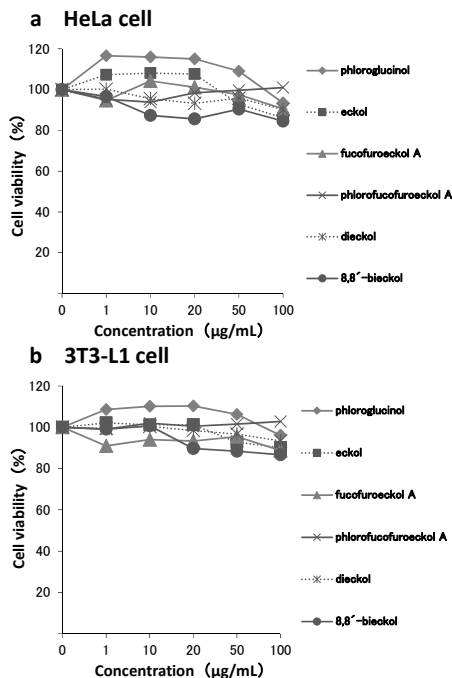 a HeLa cell
120
100
80
60
40
20
Cell viability (%)
0 1 10 20 50 100
Concentration (µg/mL)
phloroglucinol
eckol
fucofuroeckol A
phlorofucofuroeckol A
dieckol
8,8´-bieckol
b 3T3-L1 cell
120
100
80
60
40
20
Cell viability (%)
0 1 10 20 50 100
Concentration (µg/mL)
phloroglucinol
eckol
fucofuroeckol A
phlorofucofuroeckol A
dieckol
8,8´-bieckol